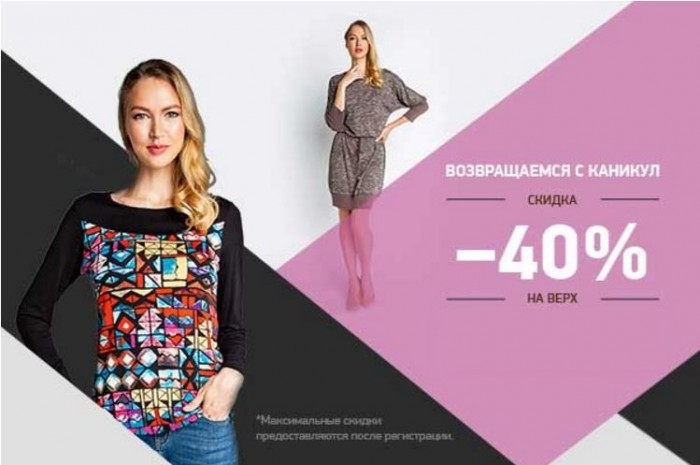 ВОЗВРАЩАЕМСЯ С КАНИКУЛ
СКИДКА
–40%
НА ВЕРХ
*Максимальные скидки
предоставляются после регистрации.